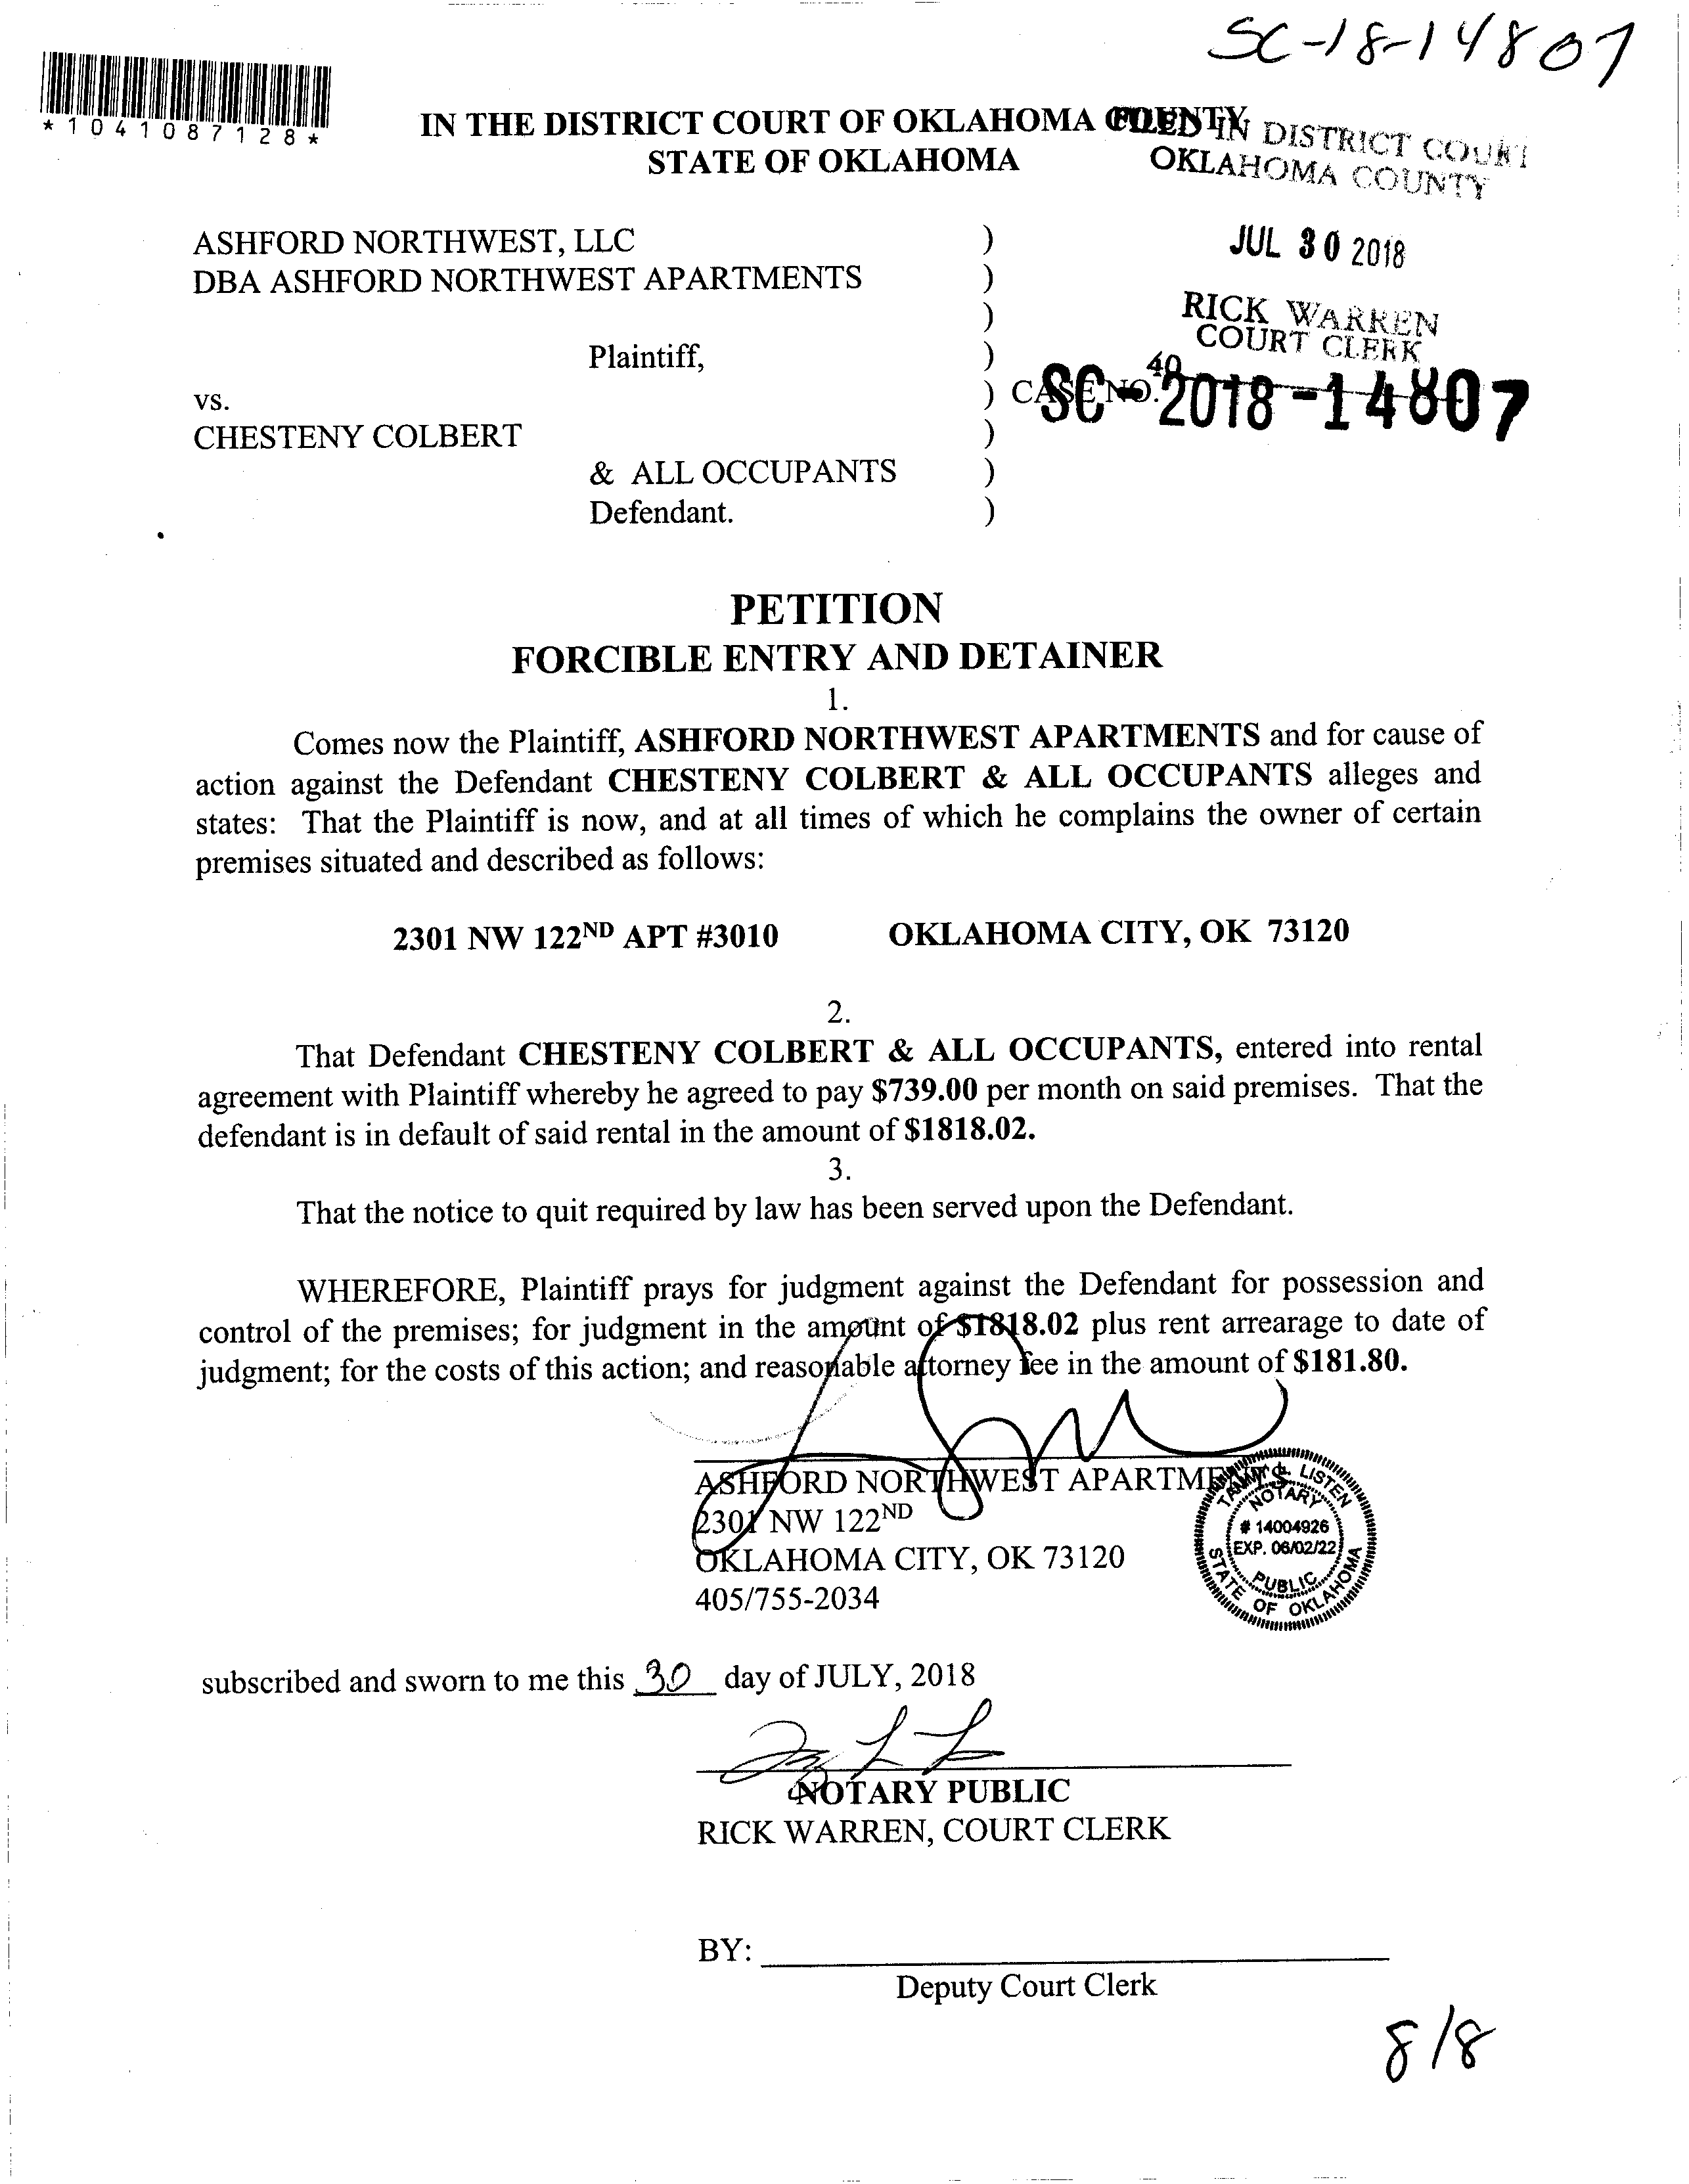 SC-18-14807
*1041087128*
IN THE DISTRICT COURT OF OKLAHOMA COUNTY
STATE OF OKLAHOMA
FILED IN DISTRICT COURT
OKLAHOMA COUNTY
JUL 30 2018
RICK WARREN
COURT CLERK
40
ASHFORD NORTHWEST, LLC )
DBA ASHFORD NORTHWEST APARTMENTS )
)
Plaintiff, )
vs. ) CASE NO. SC-2018-14807
CHESTENY COLBERT )
& ALL OCCUPANTS )
Defendant. )
PETITION
FORCIBLE ENTRY AND DETAINER
1.
Comes now the Plaintiff, ASHFORD NORTHWEST APARTMENTS and for cause of
action against the Defendant CHESTENY COLBERT & ALL OCCUPANTS alleges and
states: That the Plaintiff is now, and at all times of which he complains the owner of certain
premises situated and described as follows:
2301 NW 122ND APT #3010 OKLAHOMA CITY, OK 73120
2.
That Defendant CHESTENY COLBERT & ALL OCCUPANTS, entered into rental
agreement with Plaintiff whereby he agreed to pay $739.00 per month on said premises. That the
defendant is in default of said rental in the amount of $1818.02.
3.
That the notice to quit required by law has been served upon the Defendant.
WHEREFORE, Plaintiff prays for judgment against the Defendant for possession and
control of the premises; for judgment in the amount of $1818.02 plus rent arrearage to date of
judgment; for the costs of this action; and reasonable attorney fee in the amount of $181.80.
ASHFORD NORTHWEST APARTMENTS
2301 NW 122ND
OKLAHOMA CITY, OK 73120
405/755-2034
LISTEN
NOTARY
# 14004926
EXP. 06/02/22
PUBLIC
STATE OF OKLAHOMA
subscribed and sworn to me this 30 day of JULY, 2018
NOTARY PUBLIC
RICK WARREN, COURT CLERK
BY:
Deputy Court Clerk
8/8